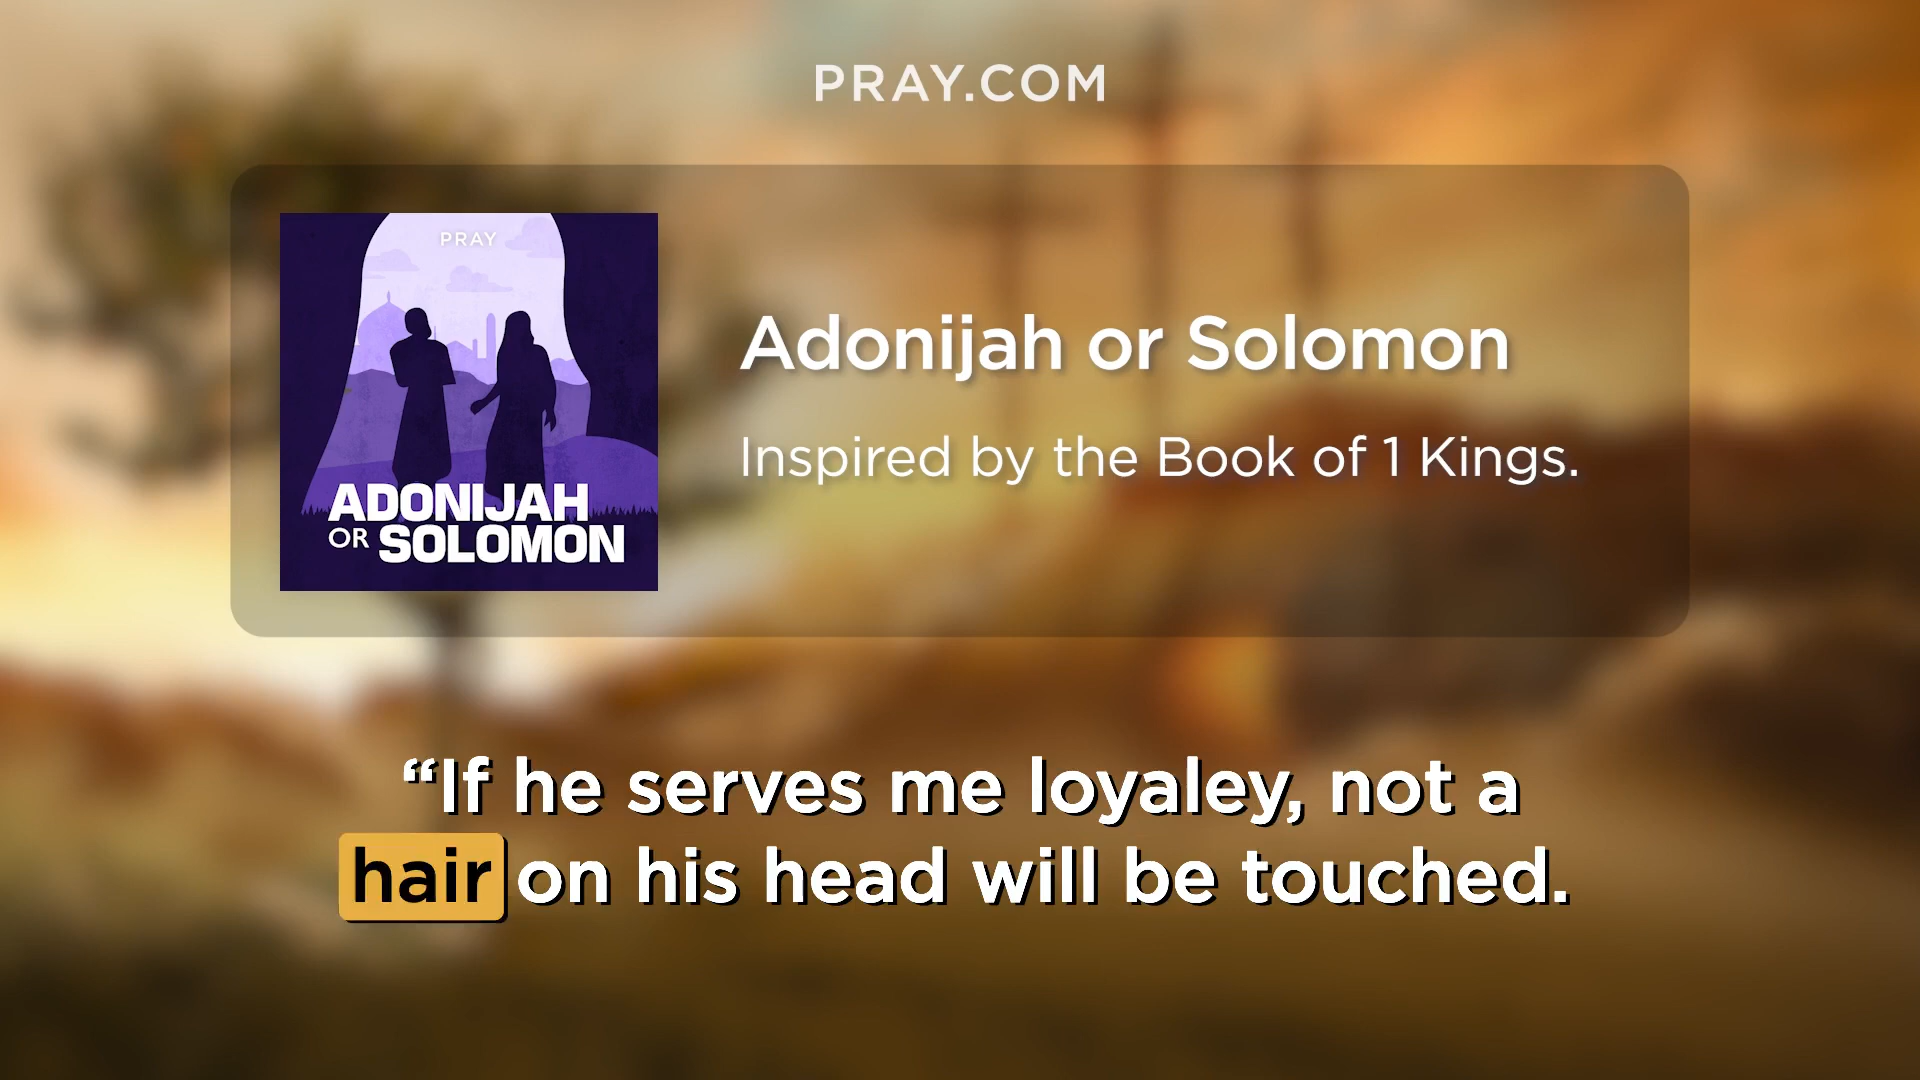 PRAY.COM
PRAY
ADONIJAH
OR SOLOMON
Adonijah or Solomon
Inspired by the Book of 1 Kings.
“If he serves me loyaley, not a
hair on his head will be touched.